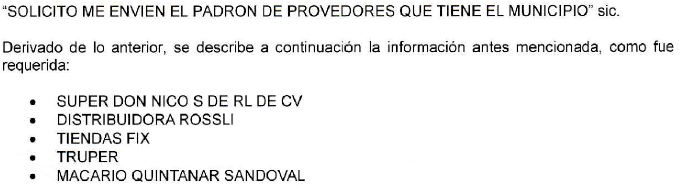 “SOLICITO ME ENVIEN EL PADRON DE PROVEDORES QUE TIENE EL MUNICIPIO” sic.
Derivado de lo anterior, se describe a continuación la información antes mencionada, como fue
requerida:
• SUPER DON NICO S DE RL DE CV
• DISTRIBUIDORA ROSSLI
• TIENDAS FIX
• TRUPER
• MACARIO QUINTANAR SANDOVAL